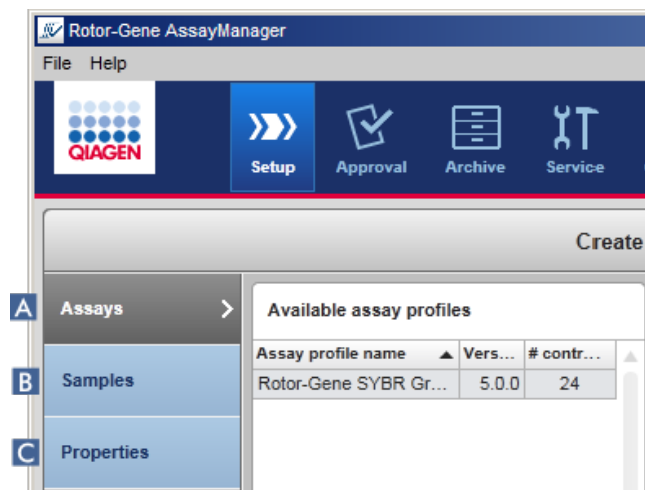 Rotor-Gene AssayManager
File Help
QIAGEN
Setup Approval Archive Service
Create
A Assays
Available assay profiles
Assay profile name Vers... # contr...
B Samples
Rotor-Gene SYBR Gr... 5.0.0 24
C Properties